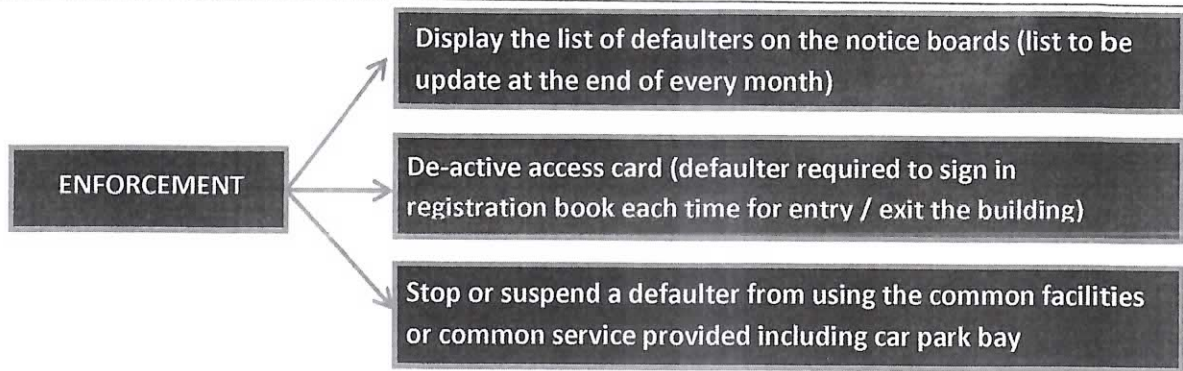 Display the list of defaulters on the notice boards (list to be
update at the end of every month)
ENFORCEMENT
De-active access card (defaulter required to sign in
registration book each time for entry / exit the building)
Stop or suspend a defaulter from using the common facilities
or common service provided including car park bay